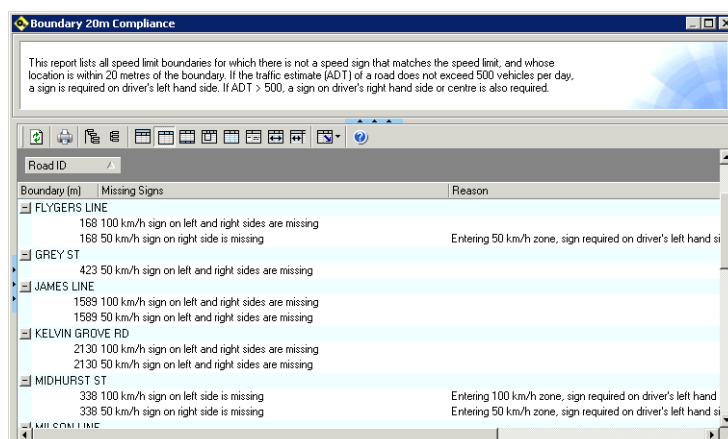 Boundary 20m Compliance
This report lists all speed limit boundaries for which there is not a speed sign that matches the speed limit, and whose
location is within 20 metres of the boundary. If the traffic estimate (ADT) of a road does not exceed 500 vehicles per day,
a sign is required on driver's left hand side. If ADT > 500, a sign on driver's right hand side or centre is also required.
Road ID
Boundary (m) Missing Signs Reason
FLYGERS LINE
168 100 km/h sign on left and right sides are missing
168 50 km/h sign on right side is missing Entering 50 km/h zone, sign required on driver's left hand si
GREY ST
423 50 km/h sign on left and right sides are missing
JAMES LINE
1589 100 km/h sign on left and right sides are missing
1589 50 km/h sign on left and right sides are missing
KELVIN GROVE RD
2130 100 km/h sign on left and right sides are missing
2130 50 km/h sign on left and right sides are missing
MIDHURST ST
338 100 km/h sign on left side is missing Entering 100 km/h zone, sign required on driver's left hand
338 50 km/h sign on right side is missing Entering 50 km/h zone, sign required on driver's left hand si
MILSON LINE